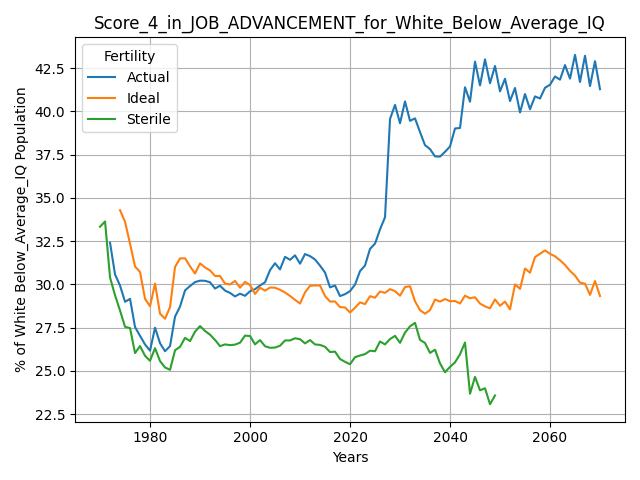 Score_4_in_JOB_ADVANCEMENT_for_White_Below_Average_IQ
% of White Below_Average_IQ Population
42.5
40.0
37.5
35.0
32.5
30.0
27.5
25.0
22.5
Fertility
Actual
Ideal
Sterile
1980
2000
2020
2040
2060
Years